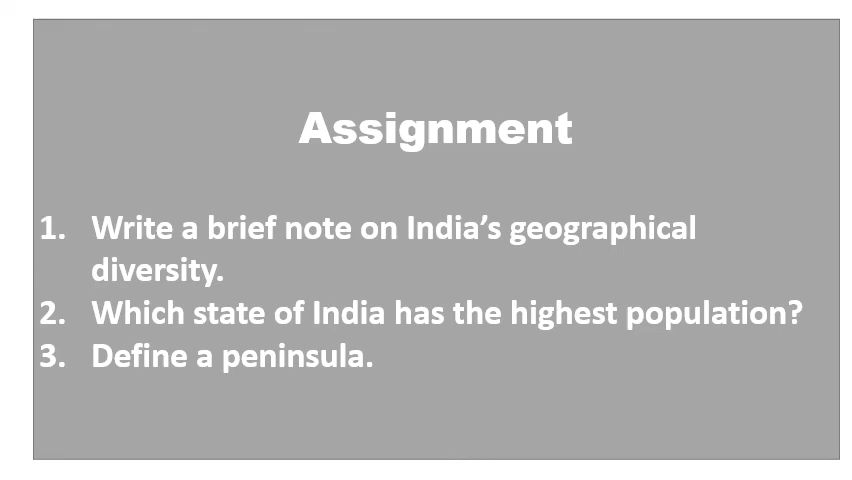 Assignment
1. Write a brief note on India’s geographical
diversity.
2. Which state of India has the highest population?
3. Define a peninsula.